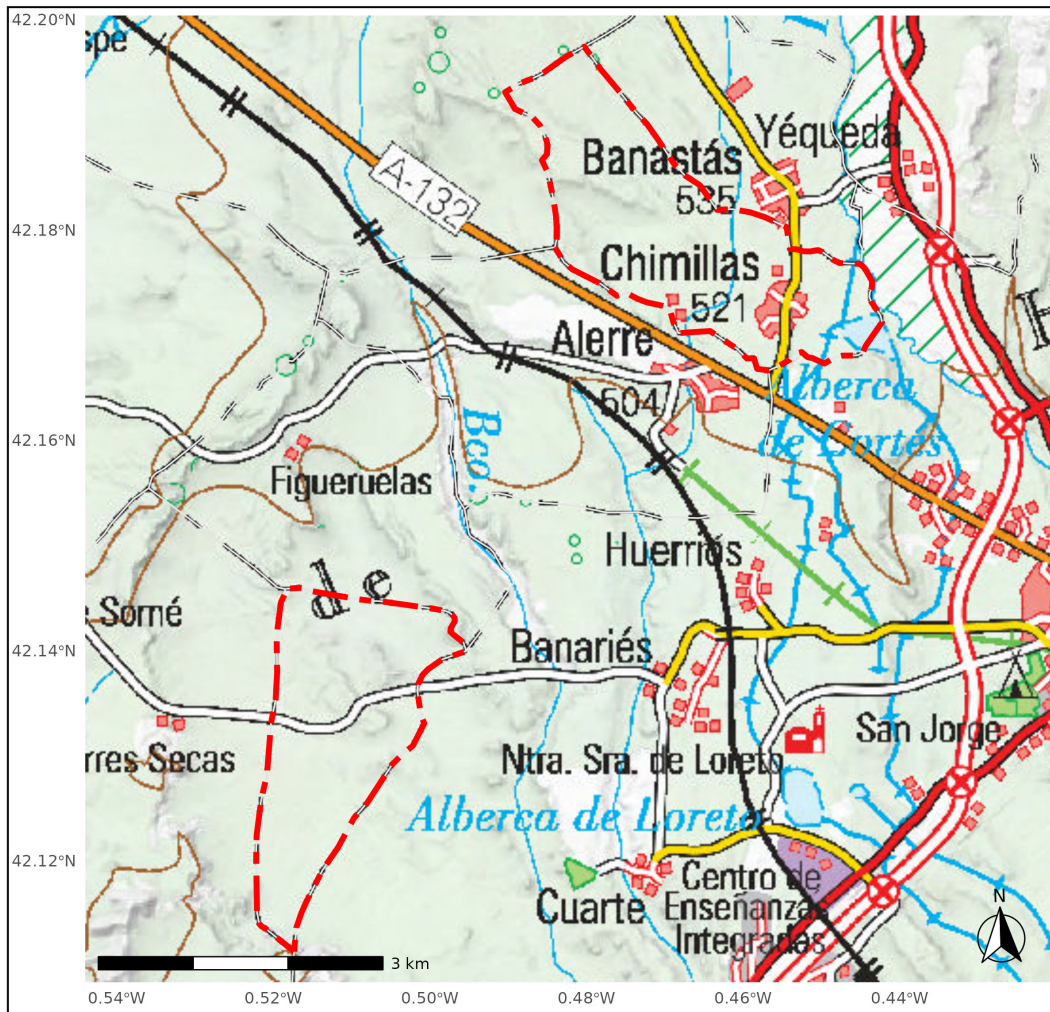 42.20°N
spe
Yéqueda
Banastás
535
A-132
42.18°N
Chimillas
521
H
Alerre
504
Alberca
de Cortés
42.16°N
Bco.
Figueruelas
Huerriós
de
Somé
42.14°N
Banariés
San Jorge
rres Secas
Ntra. Sra. de Loreto
Alberca de Loreto
42.12°N
Centro de
Enseñanzas
Integradas
Cuarte
N
3 km
0.54°W
0.52°W
0.50°W
0.48°W
0.46°W
0.44°W